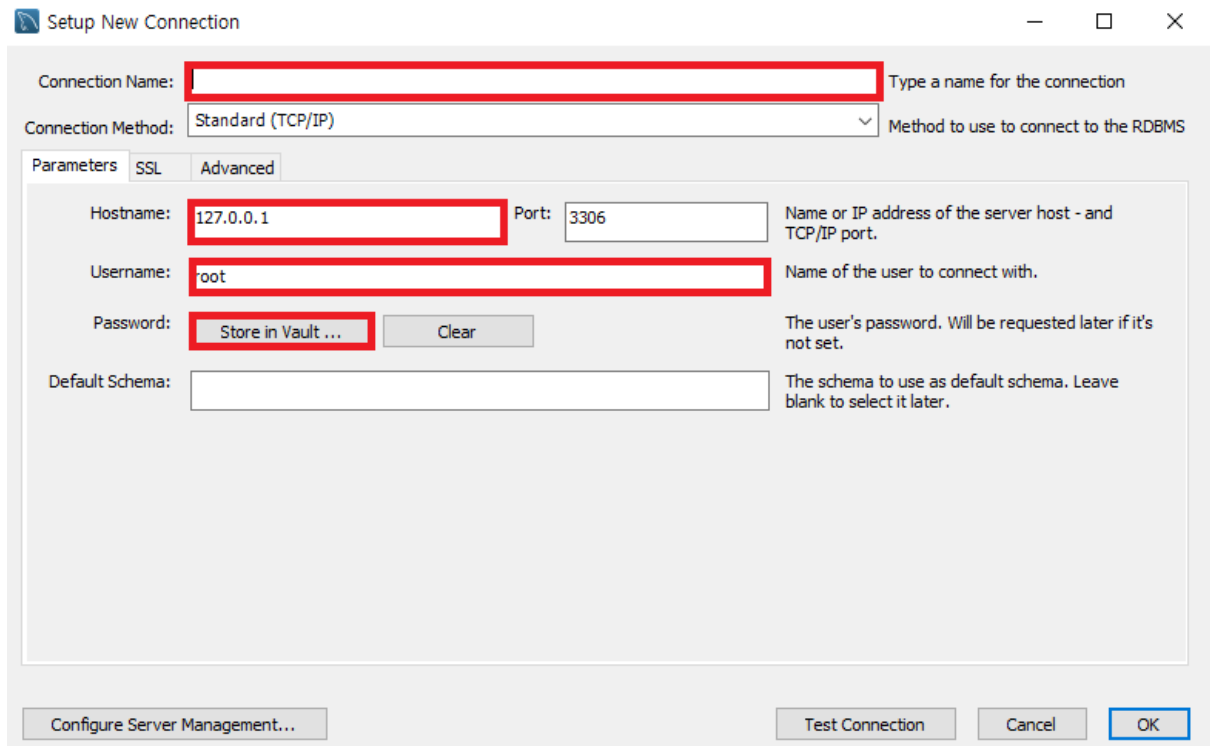 Setup New Connection
Connection Name:
Type a name for the connection
Connection Method: Standard (TCP/IP) Method to use to connect to the RDBMS
Parameters SSL Advanced
Hostname: 127.0.0.1 Port: 3306 Name or IP address of the server host - and
TCP/IP port.
Username: root Name of the user to connect with.
Password: Store in Vault ... Clear The user's password. Will be requested later if it's
not set.
Default Schema: The schema to use as default schema. Leave
blank to select it later.
Configure Server Management... Test Connection Cancel OK